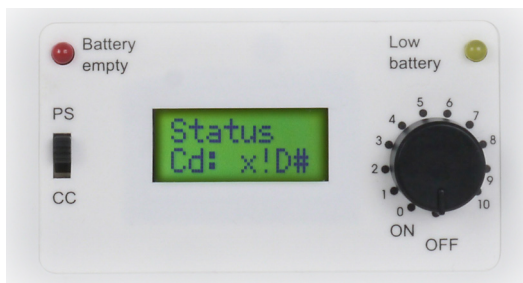 Battery
empty
Low
battery
PS
CC
Status
Cd: x!D#
5
6
4
7
3
8
2
9
1
10
0
ON
OFF